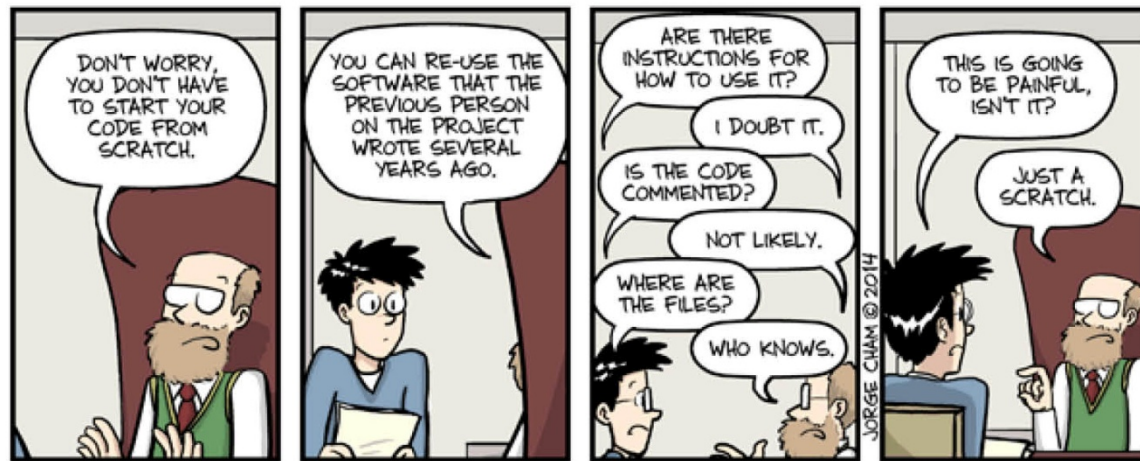 DON'T WORRY,
YOU DON'T HAVE
TO START YOUR
CODE FROM
SCRATCH.
YOU CAN RE-USE THE
SOFTWARE THAT THE
PREVIOUS PERSON
ON THE PROJECT
WROTE SEVERAL
YEARS AGO.
ARE THERE
INSTRUCTIONS FOR
HOW TO USE IT?
I DOUBT IT.
IS THE CODE
COMMENTED?
NOT LIKELY.
WHERE ARE
THE FILES?
WHO KNOWS.
JORGE CHAM © 2014
THIS IS GOING
TO BE PAINFUL,
ISN'T IT?
JUST A
SCRATCH.